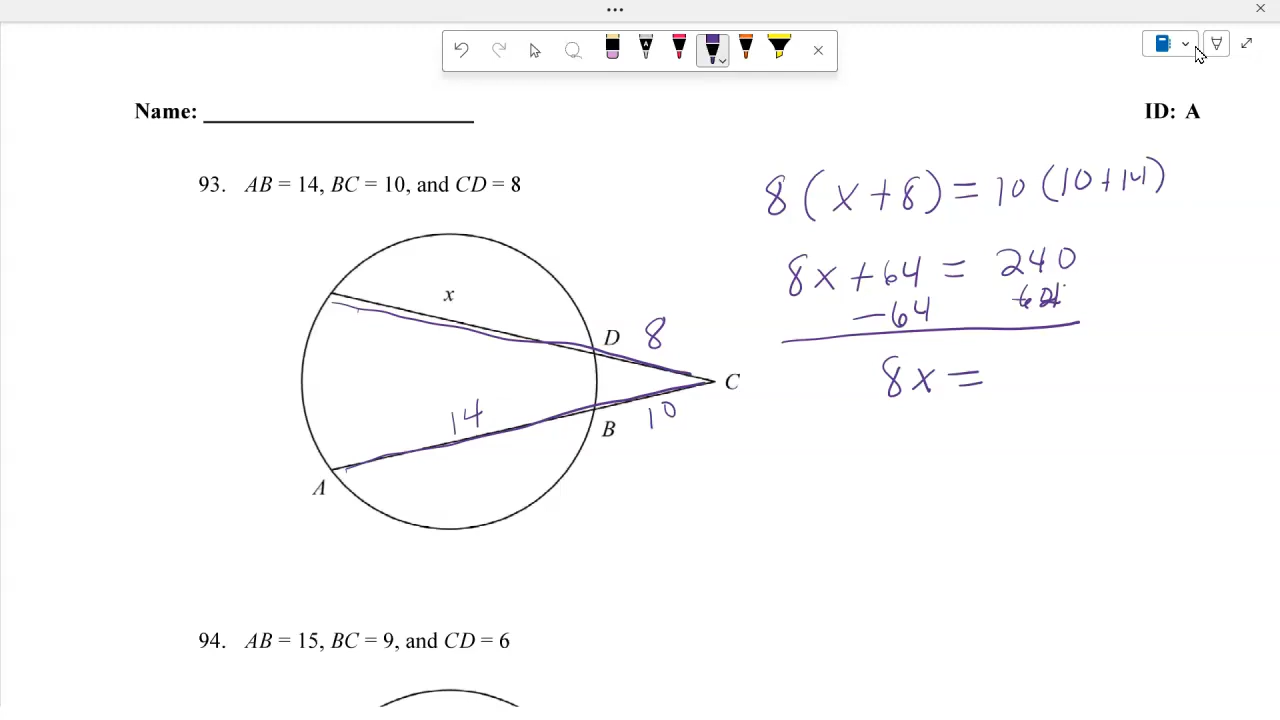 Name: ID: A
93. AB = 14, BC = 10, and CD = 8
8(x+8)=10(10+14)
8x+64=240
-64
8x=
x
D 8
C
14 B 10
A
94. AB = 15, BC = 9, and CD = 6